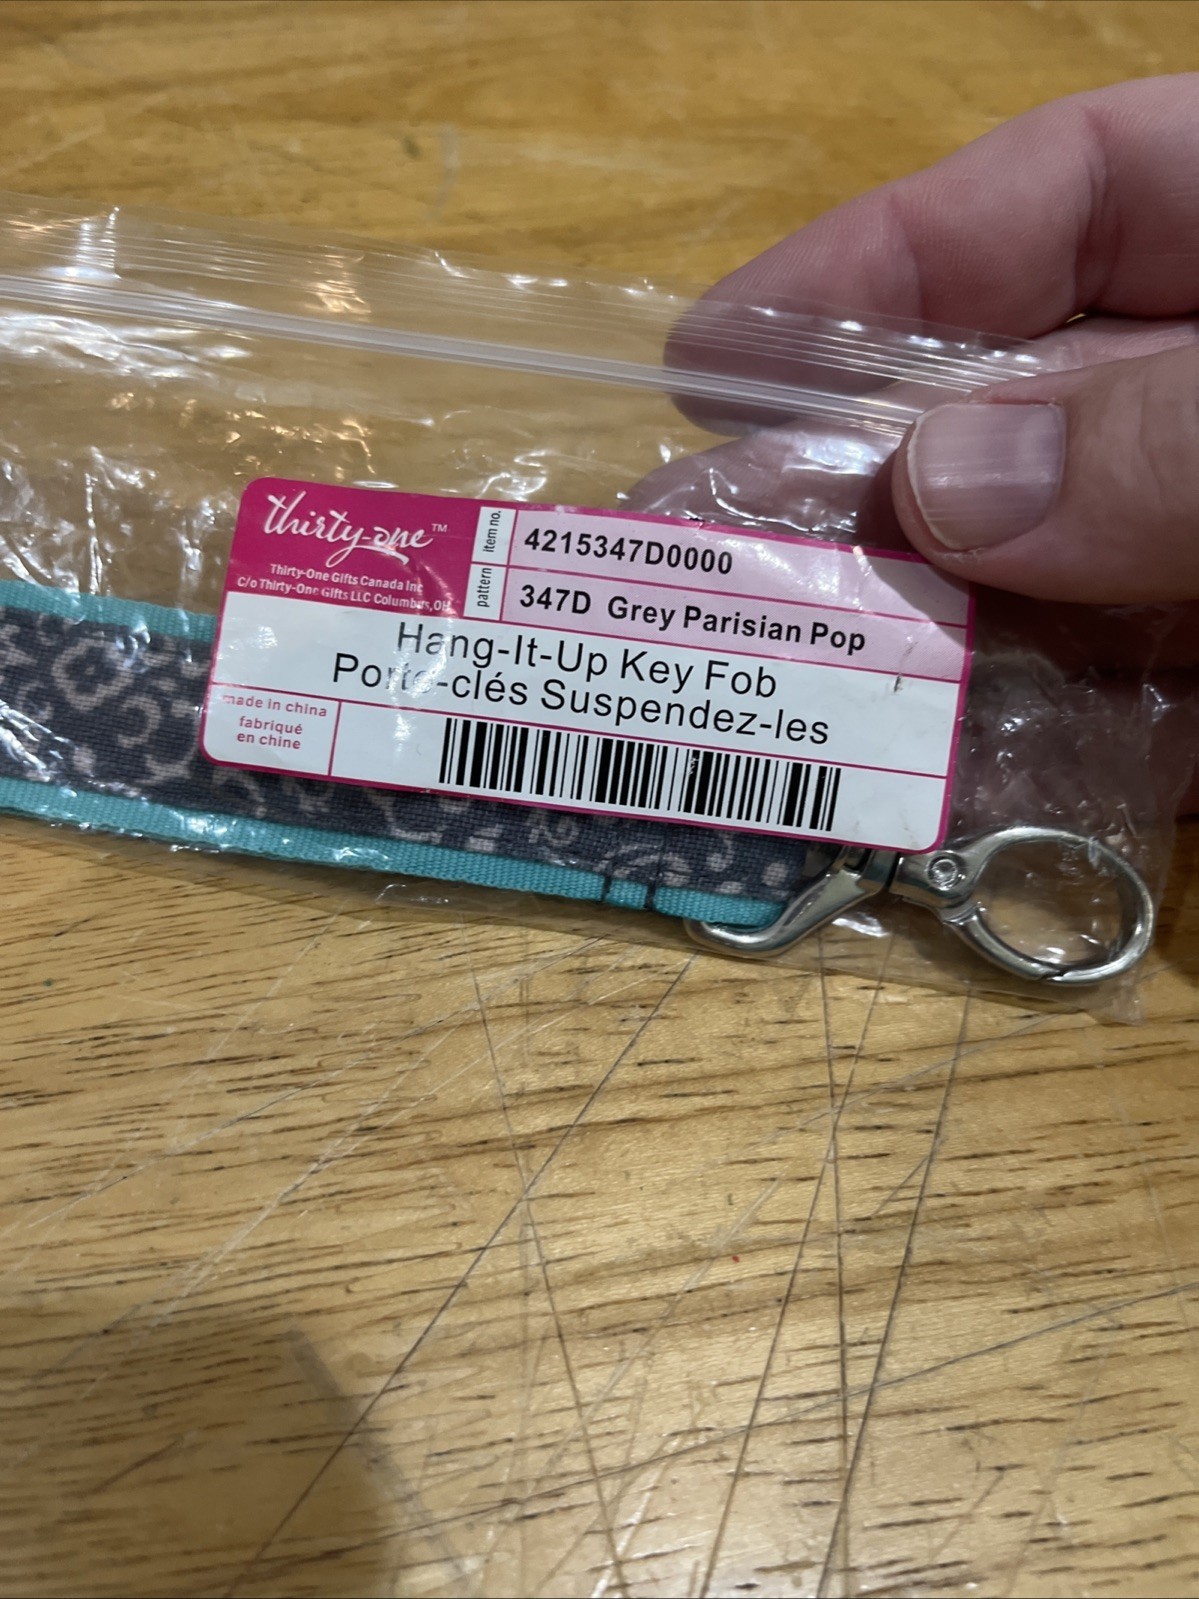 thirty-one™
Thirty-One Gifts Canada Inc
C/o Thirty-One Gifts LLC Columbus,OH
item no.
4215347D0000
pattern
347D Grey Parisian Pop
Hang-It-Up Key Fob
Porte-clés Suspendez-les
made in china
fabriqué
en chine